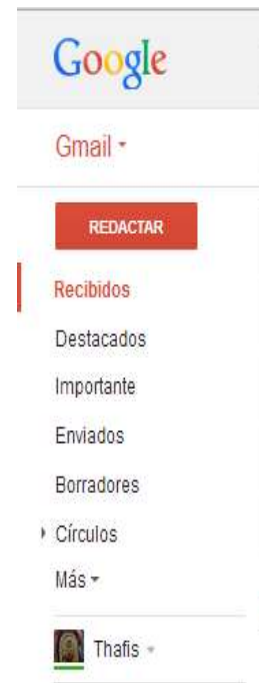 Google
Gmail
REDACTAR
Recibidos
Destacados
Importante
Enviados
Borradores
Círculos
Más
Thafis